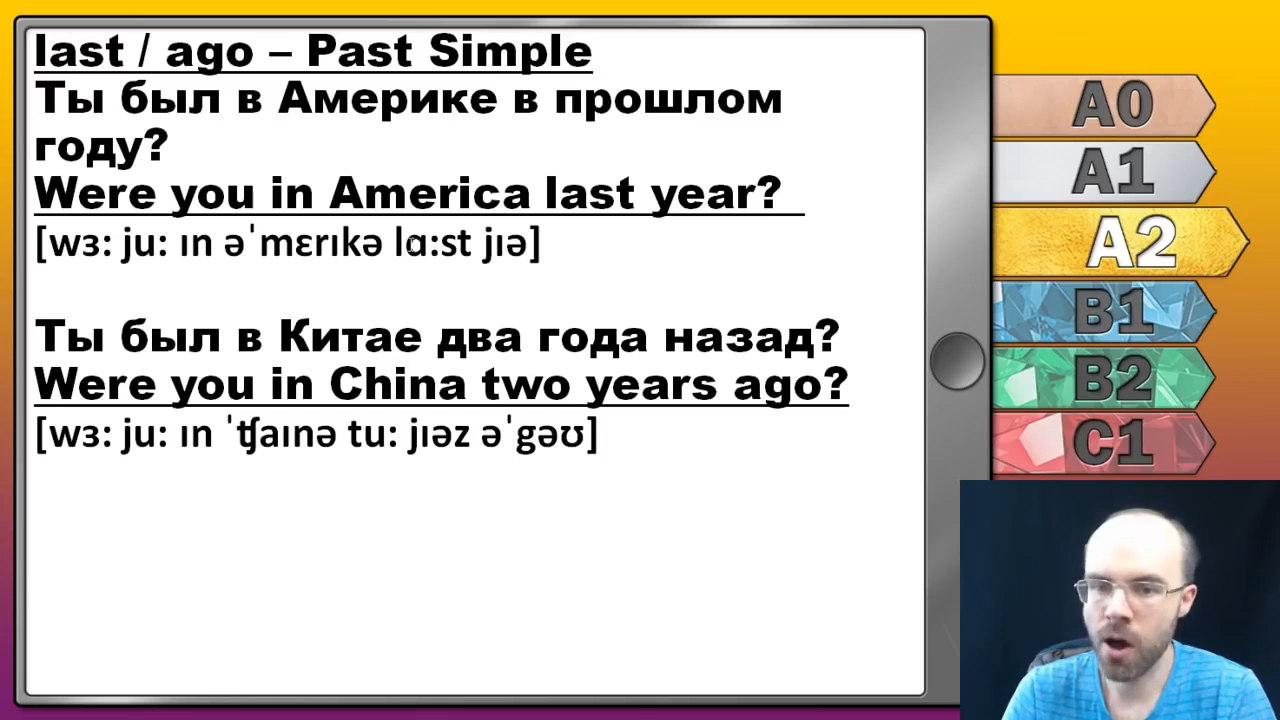 last / ago – Past Simple
Ты был в Америке в прошлом
году?
Were you in America last year?
[wɜ: ju: ɪn əˈmɛrɪkə lɑ:st jɪə]
Ты был в Китае два года назад?
Were you in China two years ago?
[wɜ: ju: ɪn ˈʧaɪnə tu: jɪəz əˈgəʊ]
A0
A1
A2
B1
B2
C1